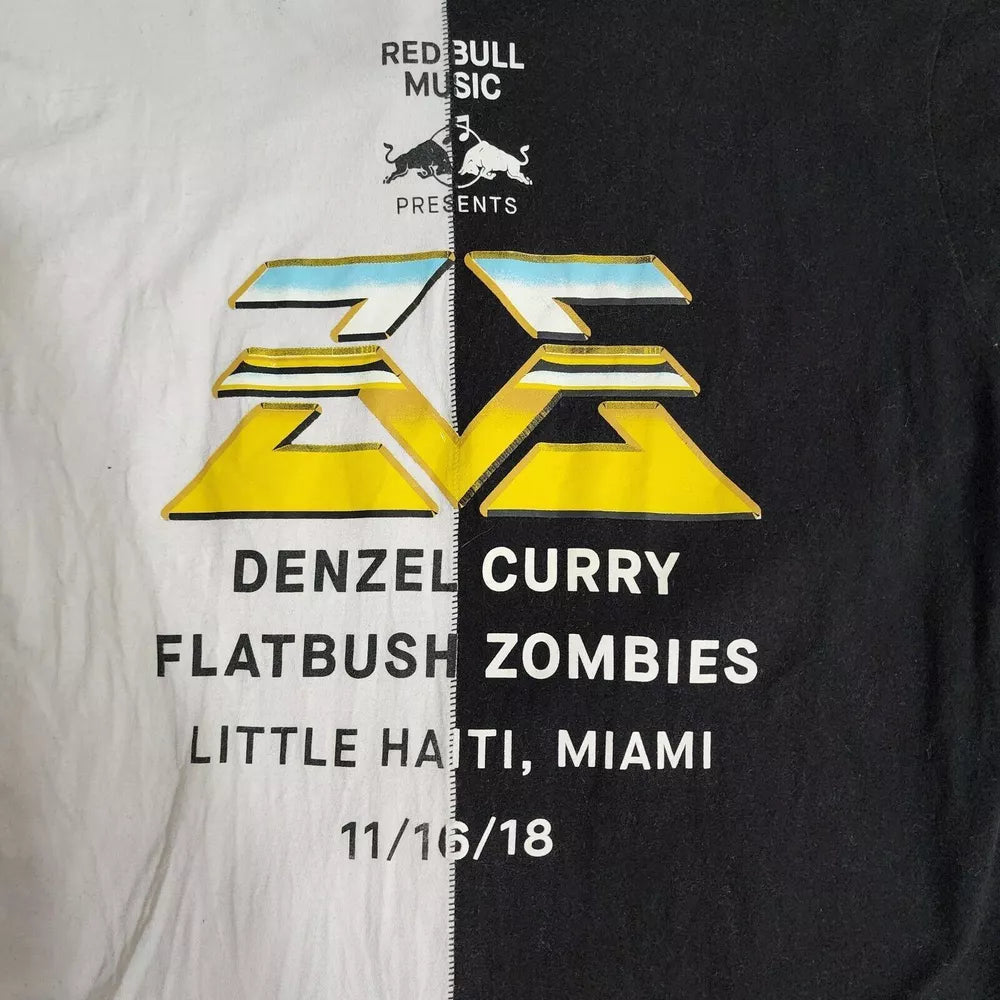 RED BULL
MUSIC
PRESENTS
DENZEL CURRY
FLATBUSH ZOMBIES
LITTLE HAITI, MIAMI
11/16/18